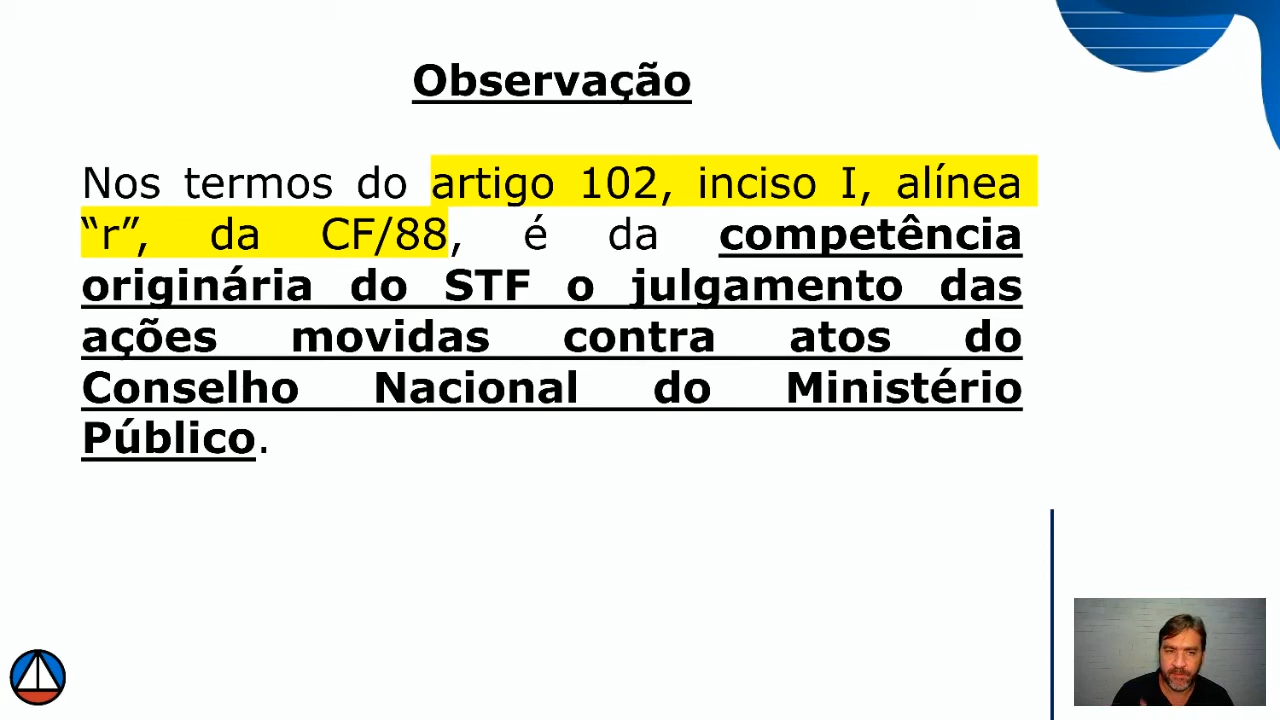 Observação
Nos termos do artigo 102, inciso I, alínea
“r”, da CF/88, é da competência
originária do STF o julgamento das
ações movidas contra atos do
Conselho Nacional do Ministério
Público.